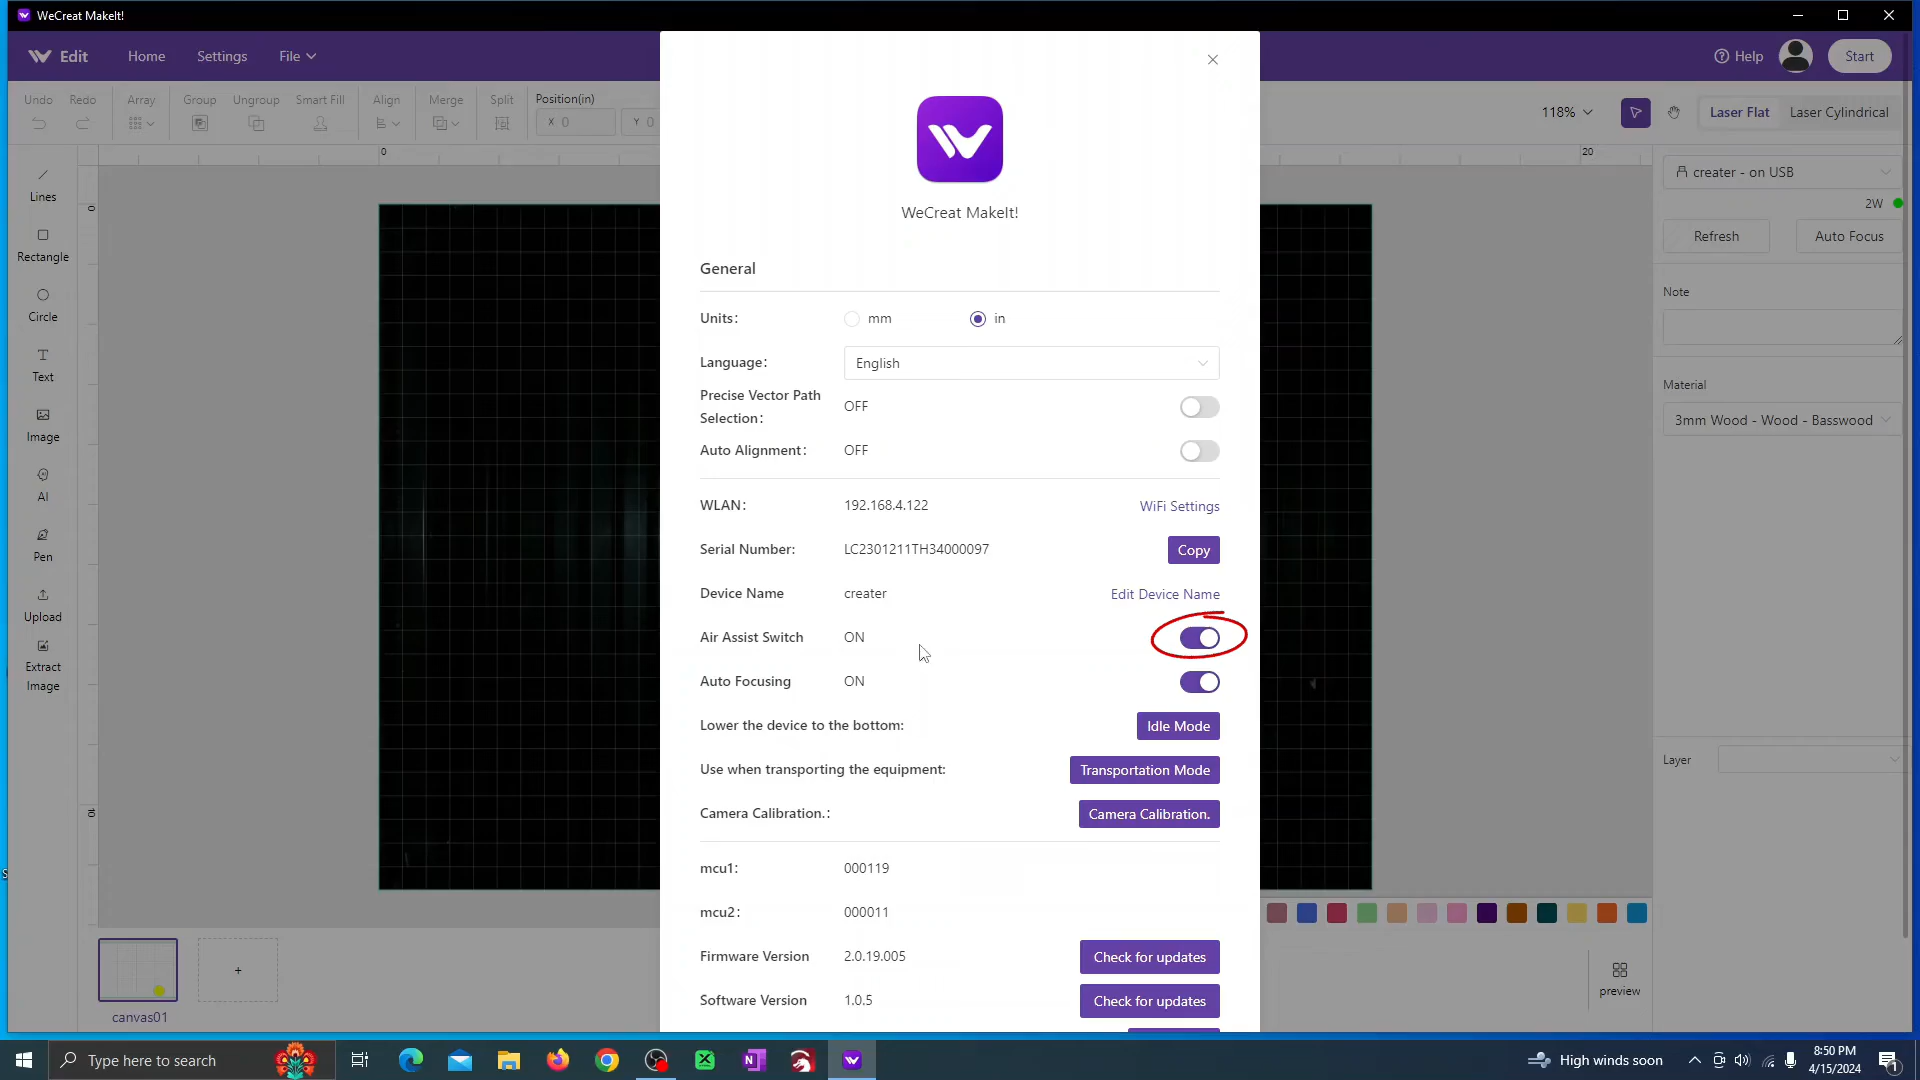 WeCreat MakeIt!
Edit
Home
Settings
File
Help
Start
Undo
Redo
Array
Group
Ungroup
Smart Fill
Align
Merge
Split
Position(in)
X 0
Y 0
118%
Laser Flat
Laser Cylindrical
0
20
0
10
Lines
Rectangle
Circle
Text
Image
AI
Pen
Upload
Extract
Image
WeCreat MakeIt!
General
Units:
mm
in
Language:
English
Precise Vector Path
Selection:
OFF
Auto Alignment:
OFF
WLAN:
192.168.4.122
WiFi Settings
Serial Number:
LC2301211TH34000097
Copy
Device Name
creater
Edit Device Name
Air Assist Switch
ON
Auto Focusing
ON
Lower the device to the bottom:
Idle Mode
Use when transporting the equipment:
Transportation Mode
Camera Calibration.:
Camera Calibration.
mcu1:
000119
mcu2:
000011
Firmware Version
2.0.19.005
Check for updates
Software Version
1.0.5
Check for updates
creater - on USB
2W
Refresh
Auto Focus
Note
Material
3mm Wood - Wood - Basswood
Layer
+
canvas01
preview
Type here to search
High winds soon
8:50 PM
4/15/2024
1